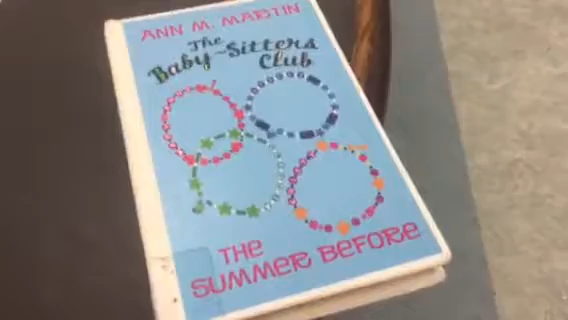 ANN M. MARTIN
The
Baby-Sitters
Club
THE
SUMMER BEFORE